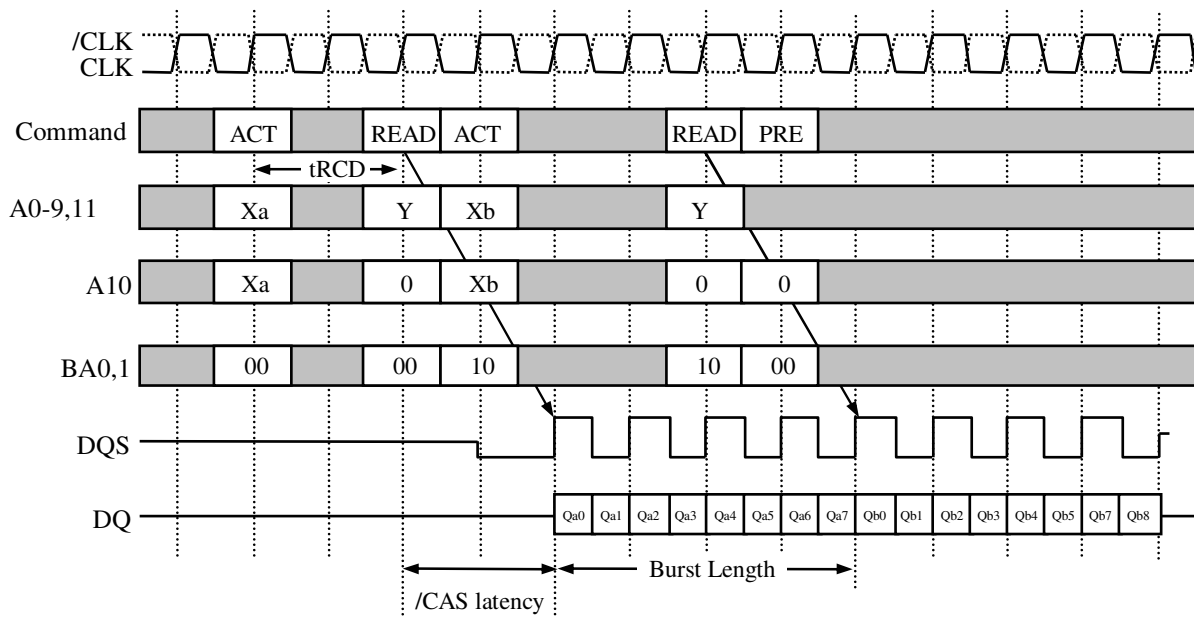 /CLK
CLK
Command ACT READ ACT READ PRE
tRCD
A0-9,11 Xa Y Xb Y
A10 Xa 0 Xb 0 0
BA0,1 00 00 10 10 00
DQS
DQ Qa0 Qa1 Qa2 Qa3 Qa4 Qa5 Qa6 Qa7 Qb0 Qb1 Qb2 Qb3 Qb4 Qb5 Qb7 Qb8
Burst Length
/CAS latency